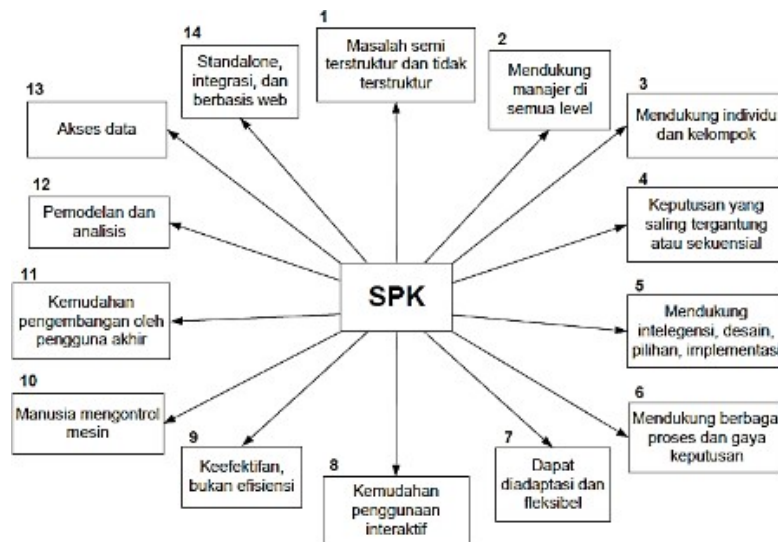 1
Masalah semi
terstruktur dan tidak
terstruktur
2
Mendukung
manajer di
semua level
3
Mendukung individu
dan kelompok
4
Keputusan yang
saling tergantung
atau sekuensial
5
Mendukung
intelegensi, desain,
pilihan, implementasi
6
Mendukung berbaga
proses dan gaya
keputusan
7
Dapat
diadaptasi dan
fleksibel
8
Kemudahan
penggunaan
interaktif
9
Keefektifan,
bukan efisiensi
10
Manusia mengontrol
mesin
11
Kemudahan
pengembangan oleh
pengguna akhir
12
Pemodelan dan
analisis
13
Akses data
14
Standalone,
integrasi, dan
berbasis web
SPK